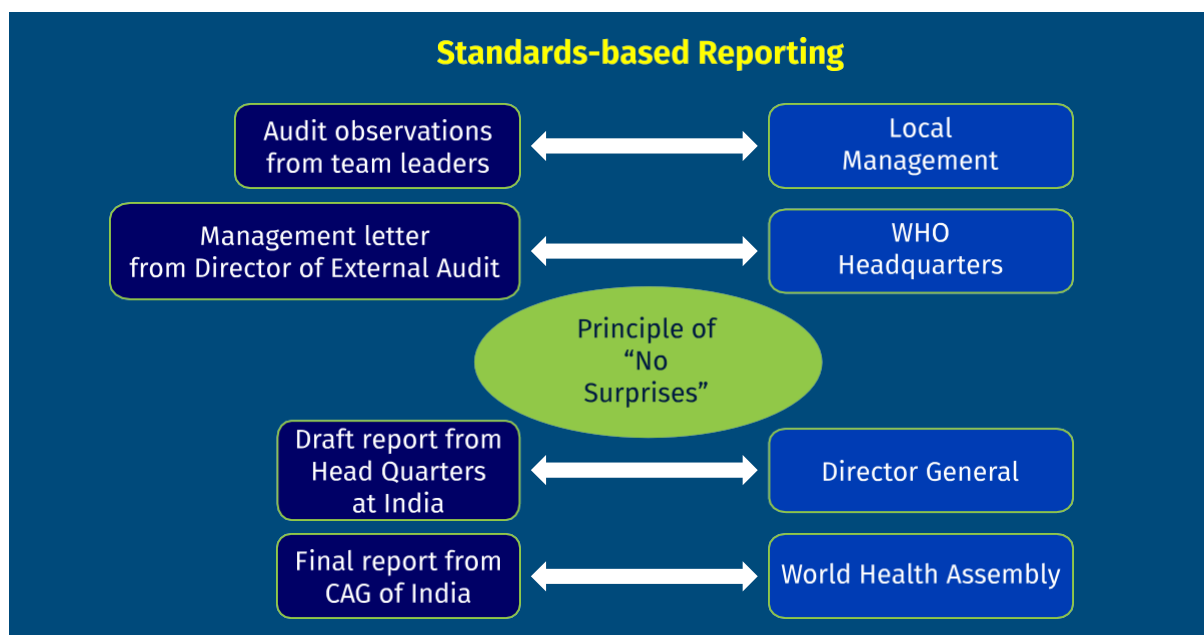 Standards-based Reporting
Audit observations
from team leaders
Local
Management
Management letter
from Director of External Audit
WHO
Headquarters
Principle of
“No
Surprises”
Draft report from
Head Quarters
at India
Director General
Final report from
CAG of India
World Health Assembly